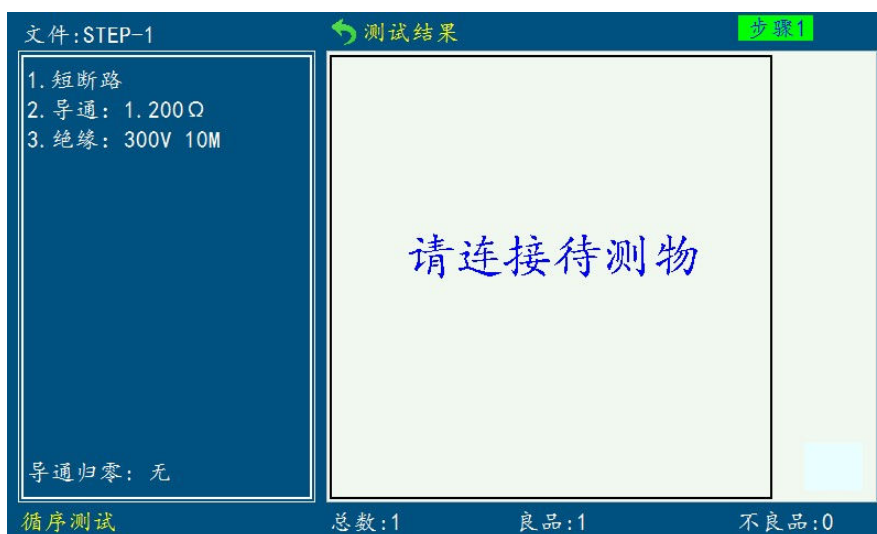 文件:STEP-1
测试结果
步骤1
1.短断路
2.导通: 1.200Ω
3.绝缘: 300V 10M
请连接待测物
导通归零: 无
循序测试
总数:1
良品:1
不良品:0